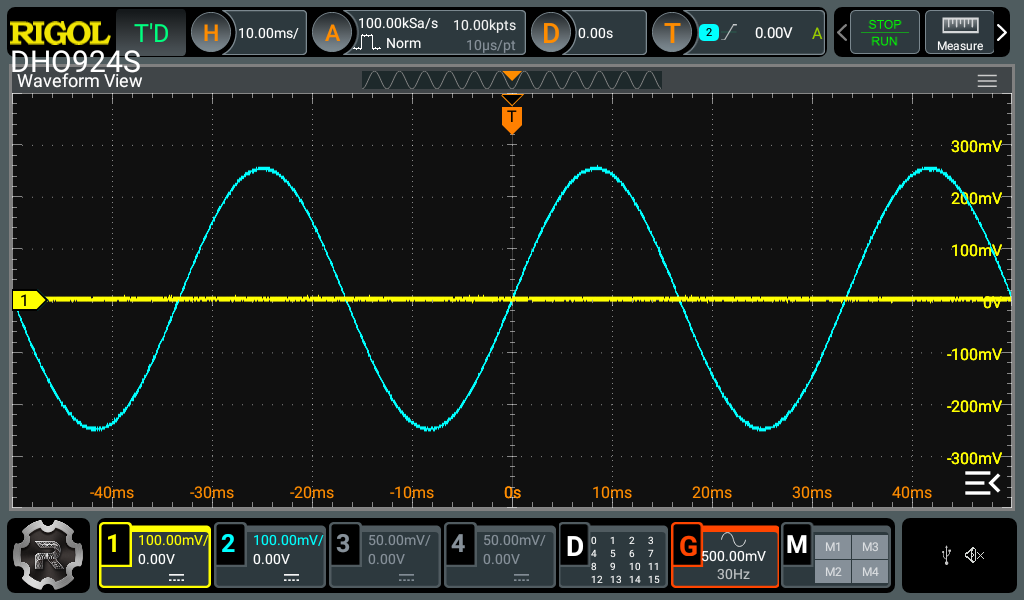 RIGOL T'D H 10.00ms/ A 100.00kSa/s 10.00kpts D 0.00s T 2 0.00V A STOP
Norm 10µs/pt RUN Measure
DHO924S
Waveform View
T
300mV
200mV
100mV
1 0V
-100mV
-200mV
-300mV
-40ms -30ms -20ms -10ms 0s 10ms 20ms 30ms 40ms
1 100.00mV/ 2 100.00mV/ 3 50.00mV/ 4 50.00mV/ D 0 1 2 3 G M M1 M3
0.00V 0.00V 0.00V 0.00V 4 5 6 7 500.00mV M2 M4
8 9 10 11 30Hz
12 13 14 15
R